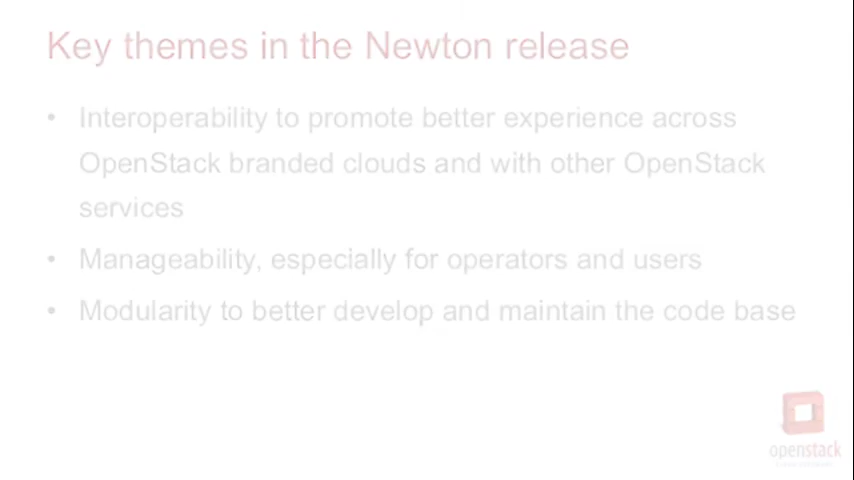 Key themes in the Newton release
• Interoperability to promote better experience across
OpenStack branded clouds and with other OpenStack
services
• Manageability, especially for operators and users
• Modularity to better develop and maintain the code base
openstack